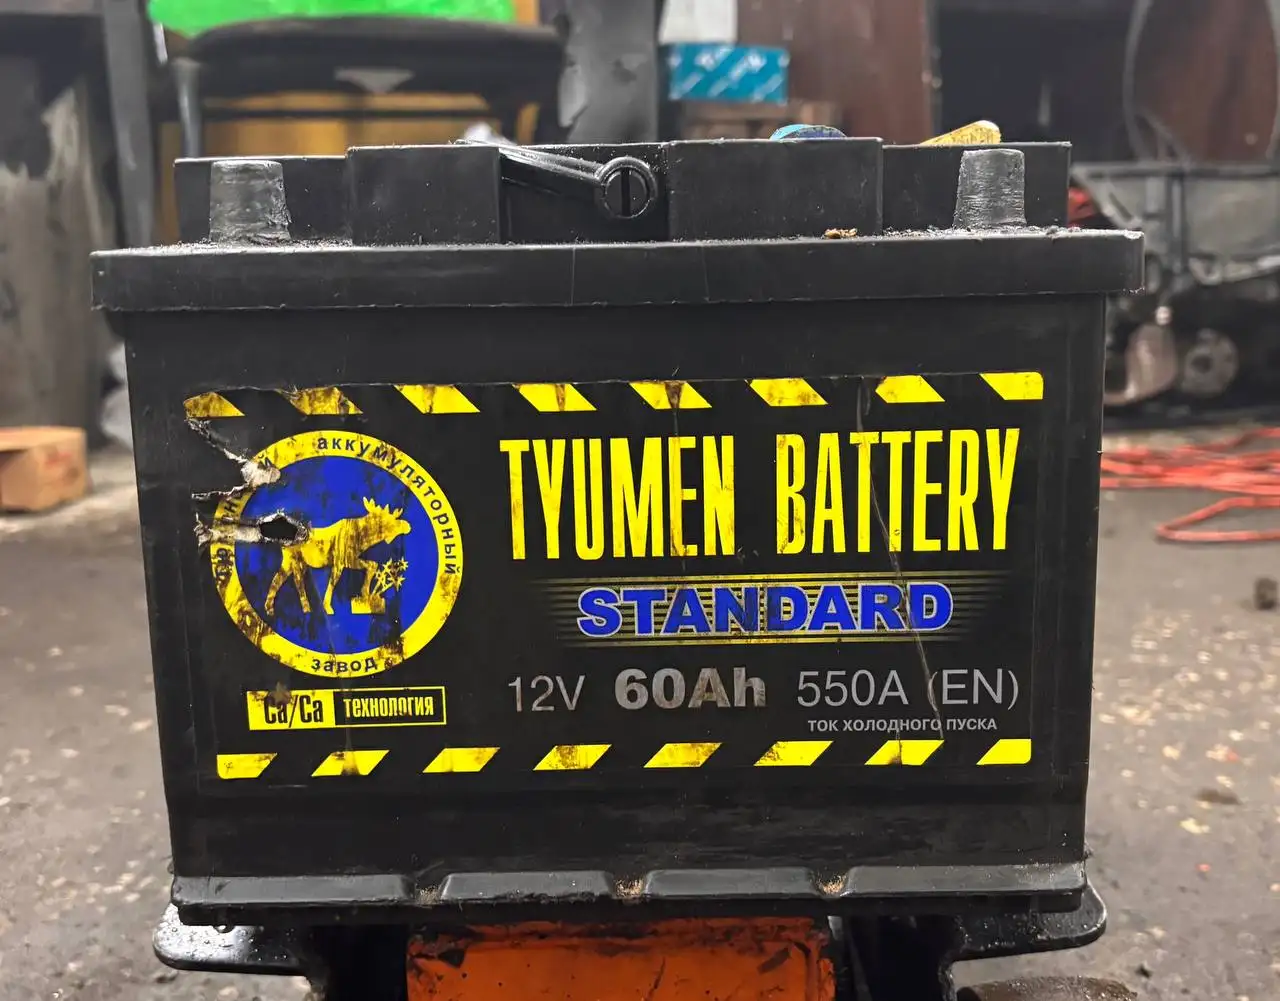 аккумуляторный
завод
Ca/Ca технология
TYUMEN BATTERY
STANDARD
12V 60Ah 550A (EN)
ТОК ХОЛОДНОГО ПУСКА